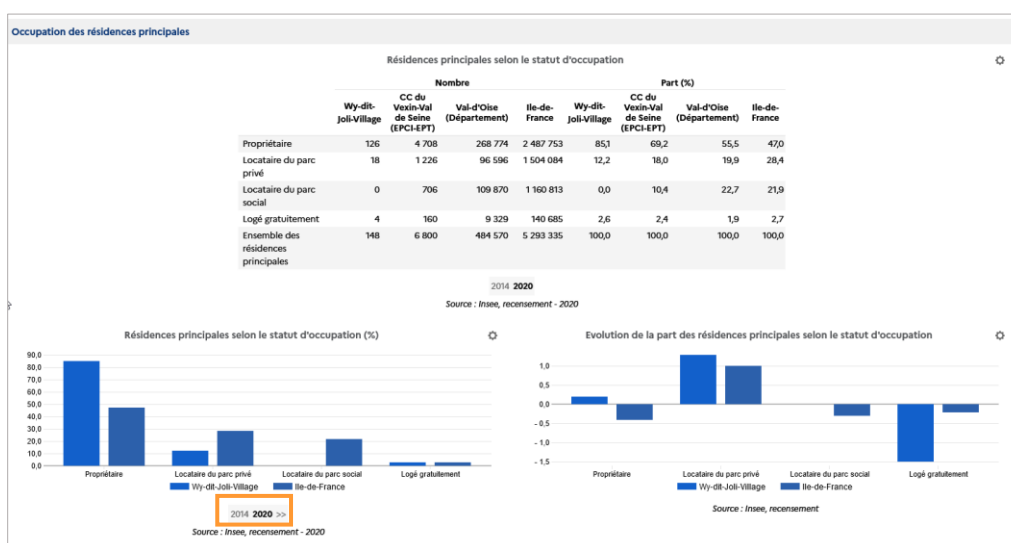 Occupation des résidences principales
Résidences principales selon le statut d'occupation
Nombre Part (%)
Wy-dit-Joli-Village CC du Vexin-Val de Seine (EPCI-EPT) Val-d'Oise (Département) Ile-de-France Wy-dit-Joli-Village CC du Vexin-Val de Seine (EPCI-EPT) Val-d'Oise (Département) Ile-de-France
Propriétaire 126 4 708 268 774 2 487 753 85,1 69,2 55,5 47,0
Locataire du parc privé 18 1 226 96 596 1 504 084 12,2 18,0 19,9 28,4
Locataire du parc social 0 706 109 870 1 160 813 0,0 10,4 22,7 21,9
Logé gratuitement 4 160 9 329 140 685 2,6 2,4 1,9 2,7
Ensemble des résidences principales 148 6 800 484 570 5 293 335 100,0 100,0 100,0 100,0
2014 2020
Source : Insee, recensement - 2020
Résidences principales selon le statut d'occupation (%)
90,0
80,0
70,0
60,0
50,0
40,0
30,0
20,0
10,0
0,0
Propriétaire Locataire du parc privé Locataire du parc social Logé gratuitement
Wy-dit-Joli-Village Ile-de-France
2014 2020 >>
Source : Insee, recensement - 2020
Evolution de la part des résidences principales selon le statut d'occupation
1,0
0,5
0,0
- 0,5
- 1,0
- 1,5
Propriétaire Locataire du parc privé Locataire du parc social Logé gratuitement
Wy-dit-Joli-Village Ile-de-France
Source : Insee, recensement